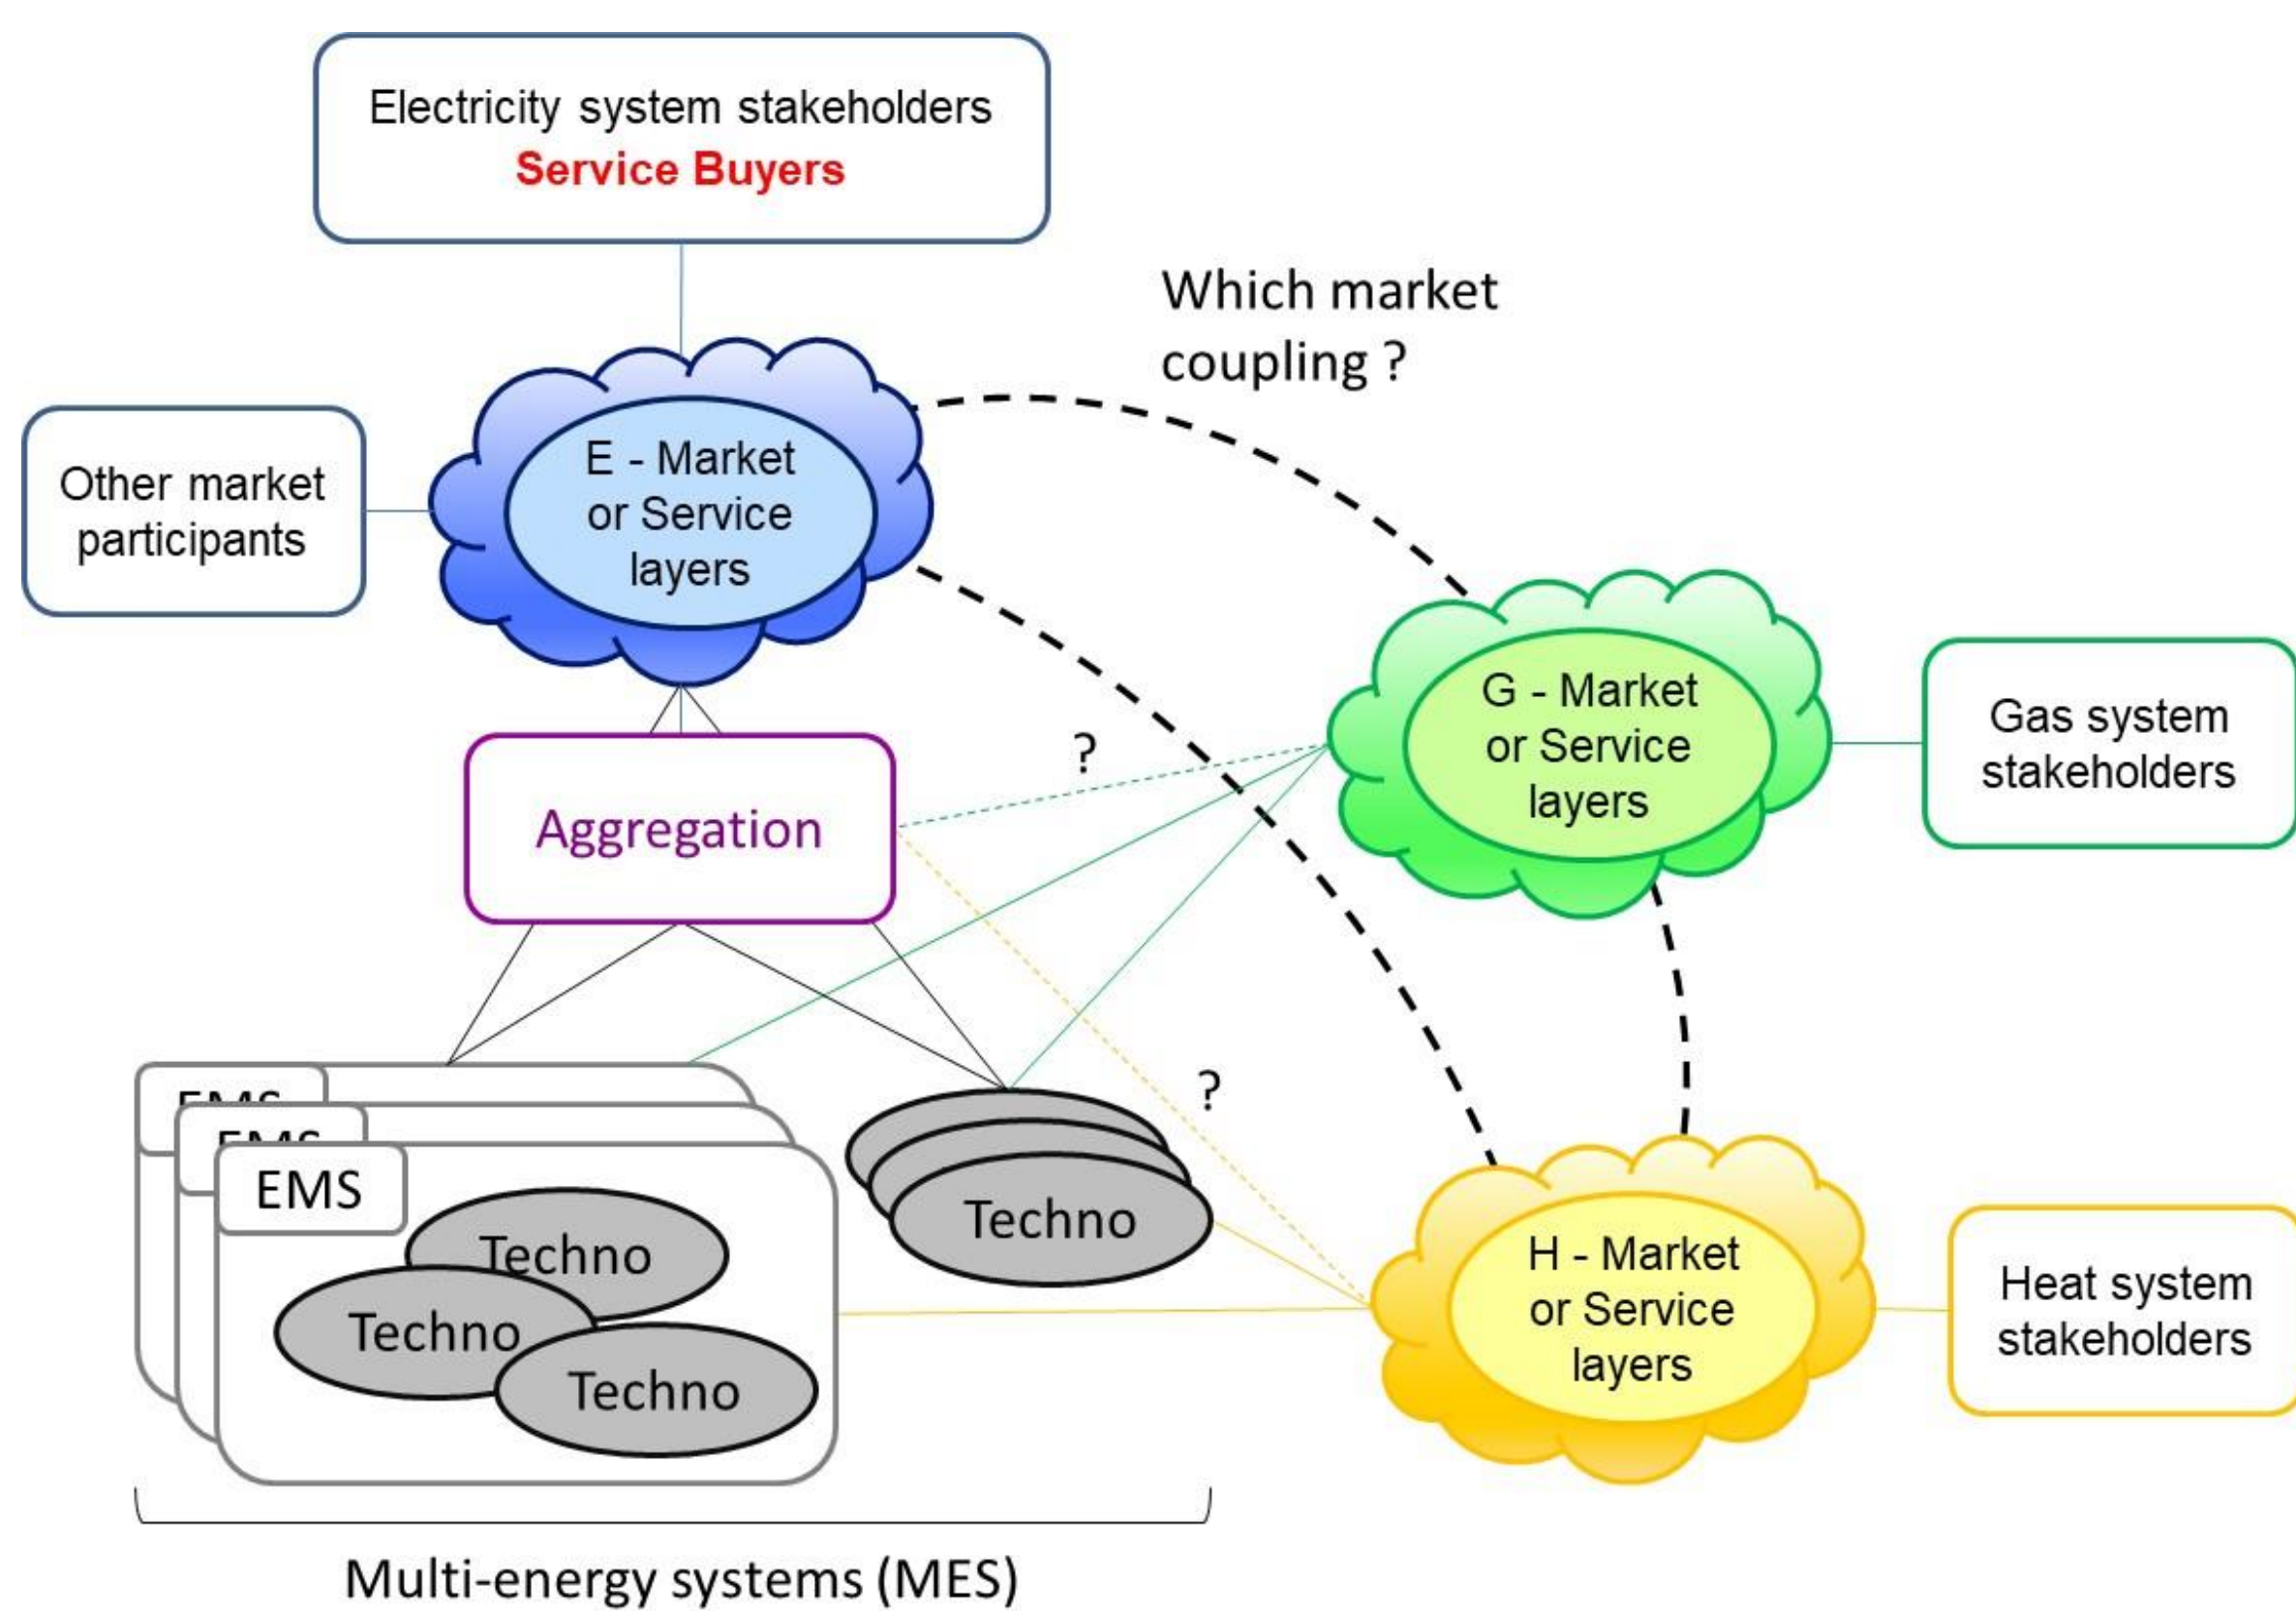 Electricity system stakeholders
Service Buyers
Which market
coupling ?
Other market
participants
E - Market
or Service
layers
G - Market
or Service
layers
Gas system
stakeholders
?
Aggregation
?
EMS
EMS
EMS
Techno
Techno
Techno
Techno
H - Market
or Service
layers
Heat system
stakeholders
Multi-energy systems (MES)